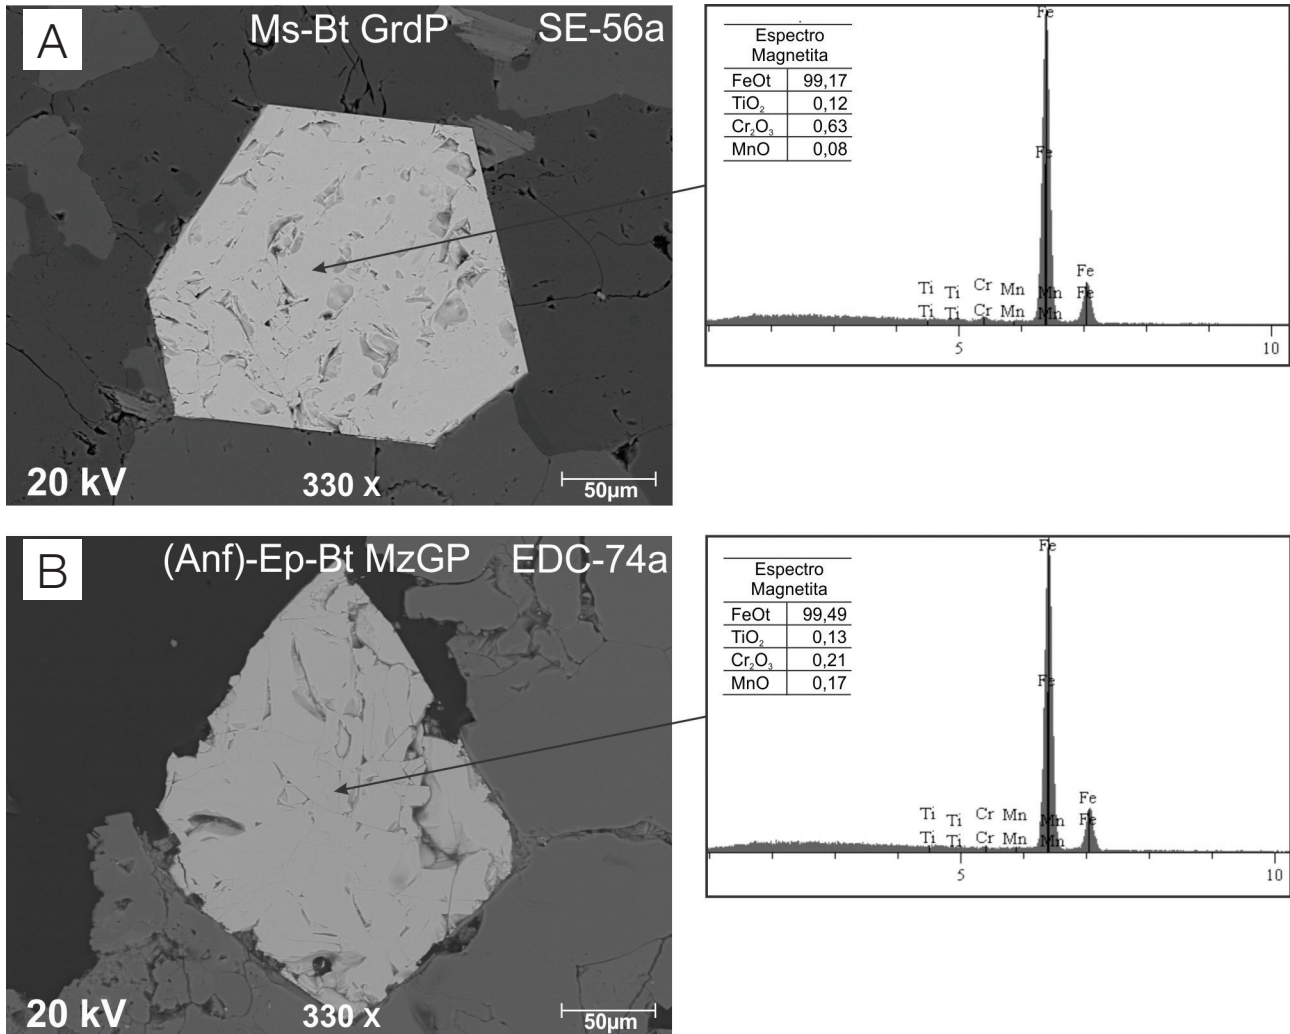 A
Ms-Bt GrdP
SE-56a
20 kV
330 X
50µm
Espectro
Magnetita
FeOt 99,17
TiO₂ 0,12
Cr₂O₃ 0,63
MnO 0,08
Fe
Fe
Fe
Ti Ti Cr Mn Mn Fe
Ti Ti Cr Mn Mn
5 10
B
(Anf)-Ep-Bt MzGP
EDC-74a
20 kV
330 X
50µm
Espectro
Magnetita
FeOt 99,49
TiO₂ 0,13
Cr₂O₃ 0,21
MnO 0,17
Fe
Fe
Fe
Ti Ti Cr Mn Mn Fe
Ti Ti Cr Mn Mn
5 10